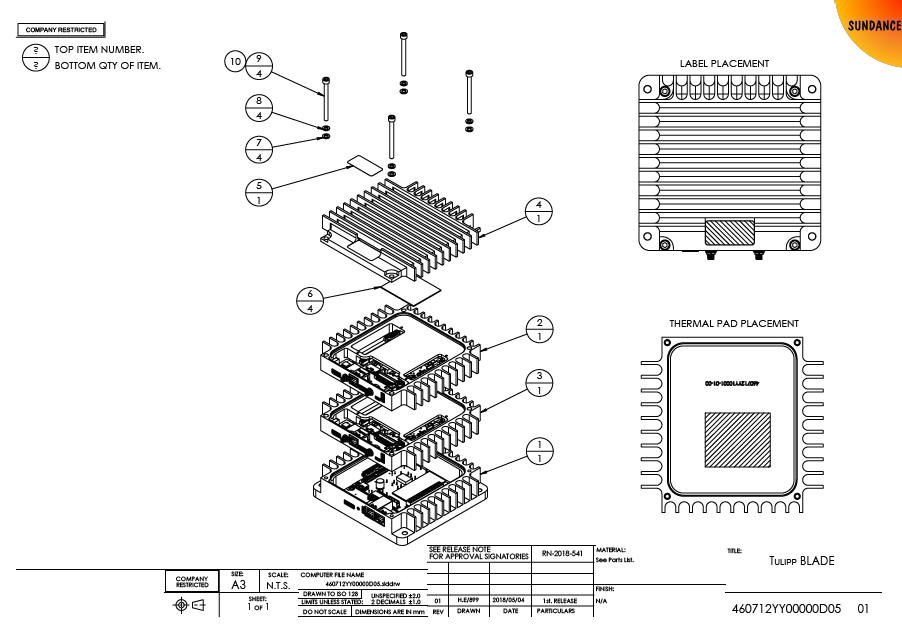 COMPANY RESTRICTED
SUNDANCE
?
?
TOP ITEM NUMBER.
BOTTOM QTY OF ITEM.
LABEL PLACEMENT
10
9
4
8
4
7
4
5
1
4
1
6
4
2
1
3
1
1
1
THERMAL PAD PLACEMENT
460712YY10001-01-00
SEE RELEASE NOTE
FOR APPROVAL SIGNATORIES
RN-2018-541
MATERIAL:
See Parts List.
TITLE:
TULIPP BLADE
COMPANY
RESTRICTED
SIZE:
A3
SCALE:
N.T.S.
COMPUTER FILE NAME
460712YY00000D05.slddrw
FINISH:
N/A
SHEET:
1 OF 1
DRAWN TO ISO 128
LIMITS UNLESS STATED:
UNSPECIFIED ±2.0
2 DECIMALS ±1.0
DO NOT SCALE
DIMENSIONS ARE IN mm
01
H.E/899
2018/05/04
1st. RELEASE
REV
DRAWN
DATE
PARTICULARS
460712YY00000D05 01